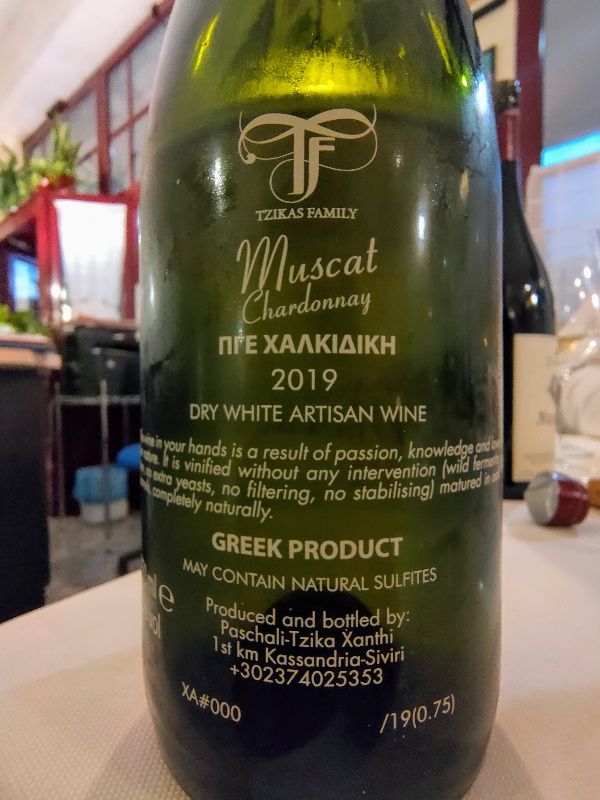 TF
TZIKAS FAMILY
Muscat
Chardonnay
ΠΓΕ ΧΑΛΚΙΔΙΚΗ
2019
DRY WHITE ARTISAN WINE
wine in your hands is a result of passion, knowledge and
It is vinified without any intervention (wild
extra yeasts, no filtering, no stabilising) matured in
completely naturally.
GREEK PRODUCT
MAY CONTAIN NATURAL SULFITES
Produced and bottled by:
Paschali-Tzika Xanthi
1st km Kassandria-Siviri
+302374025353
XA#000
/19(0.75)